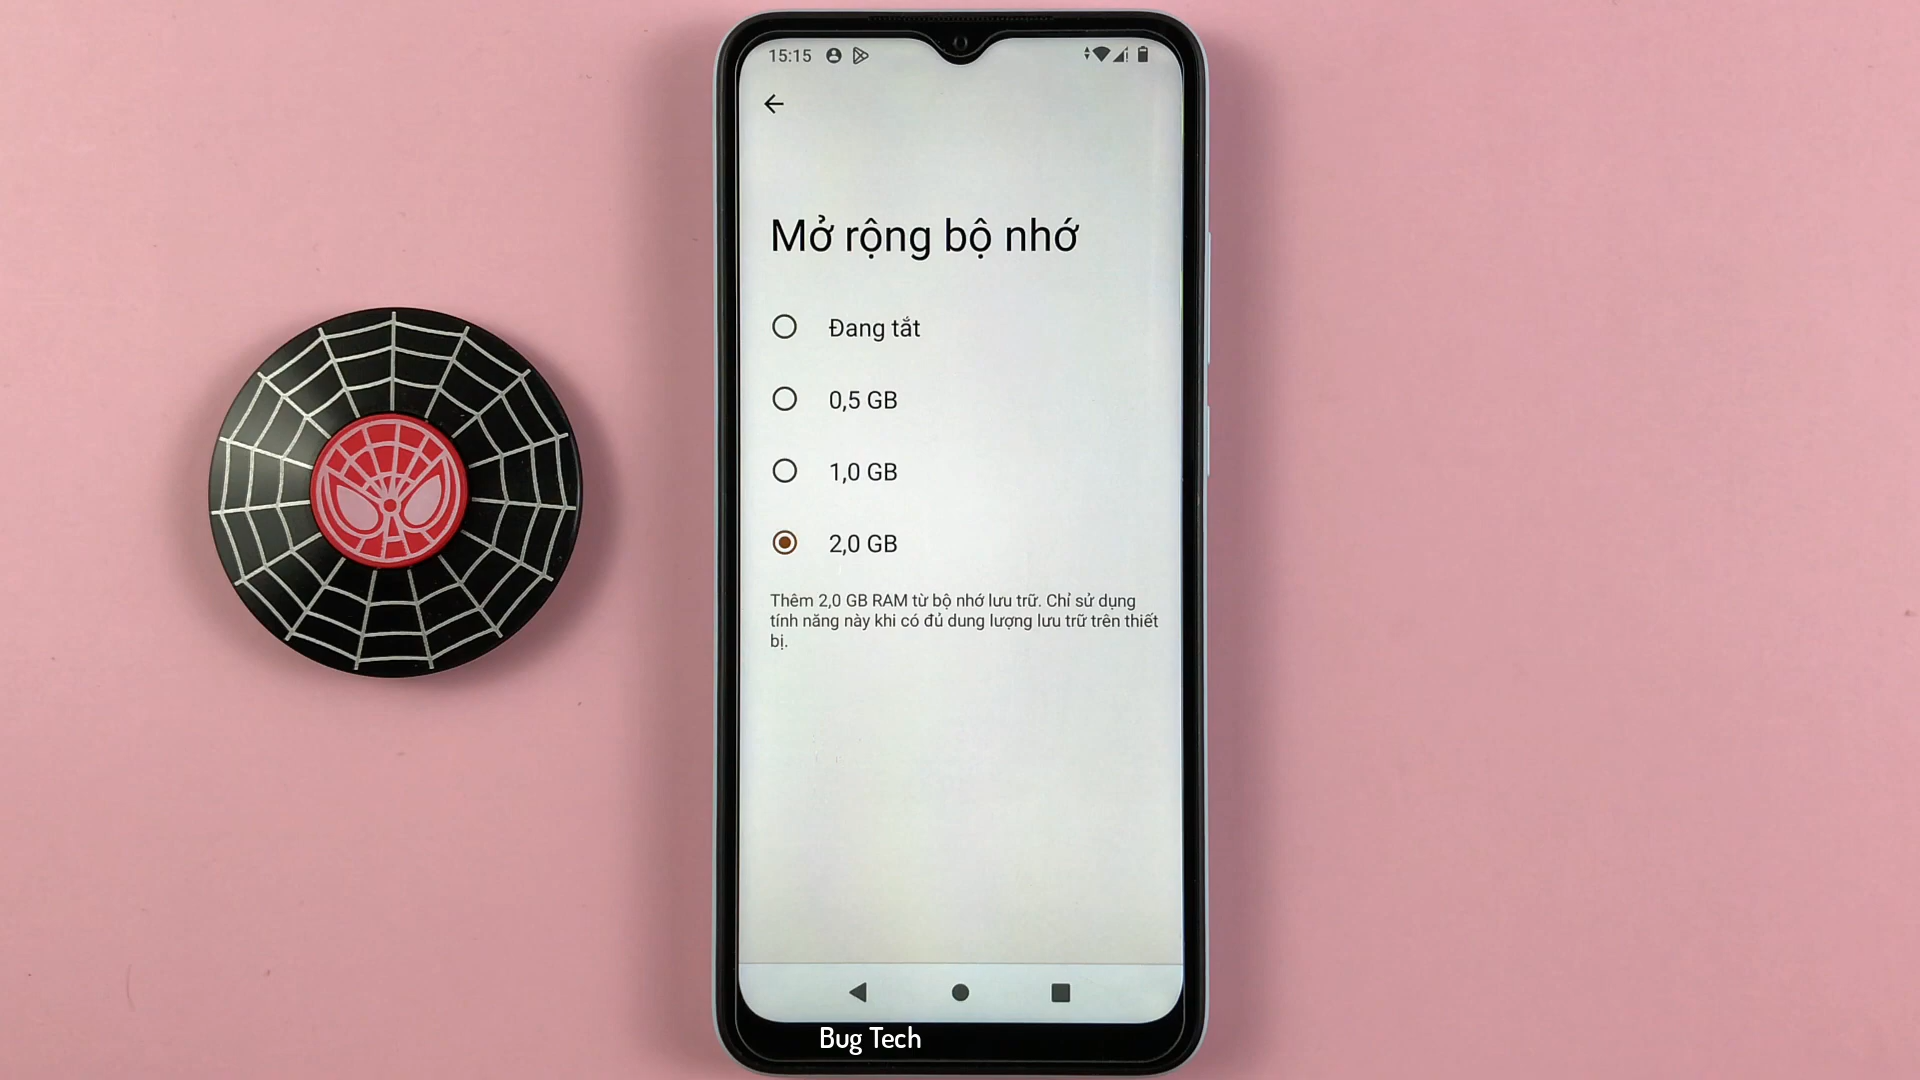 15:15
Mở rộng bộ nhớ
Đang tắt
0,5 GB
1,0 GB
2,0 GB
Thêm 2,0 GB RAM từ bộ nhớ lưu trữ. Chỉ sử dụng
tính năng này khi có đủ dung lượng lưu trữ trên thiết
bị.
Bug Tech